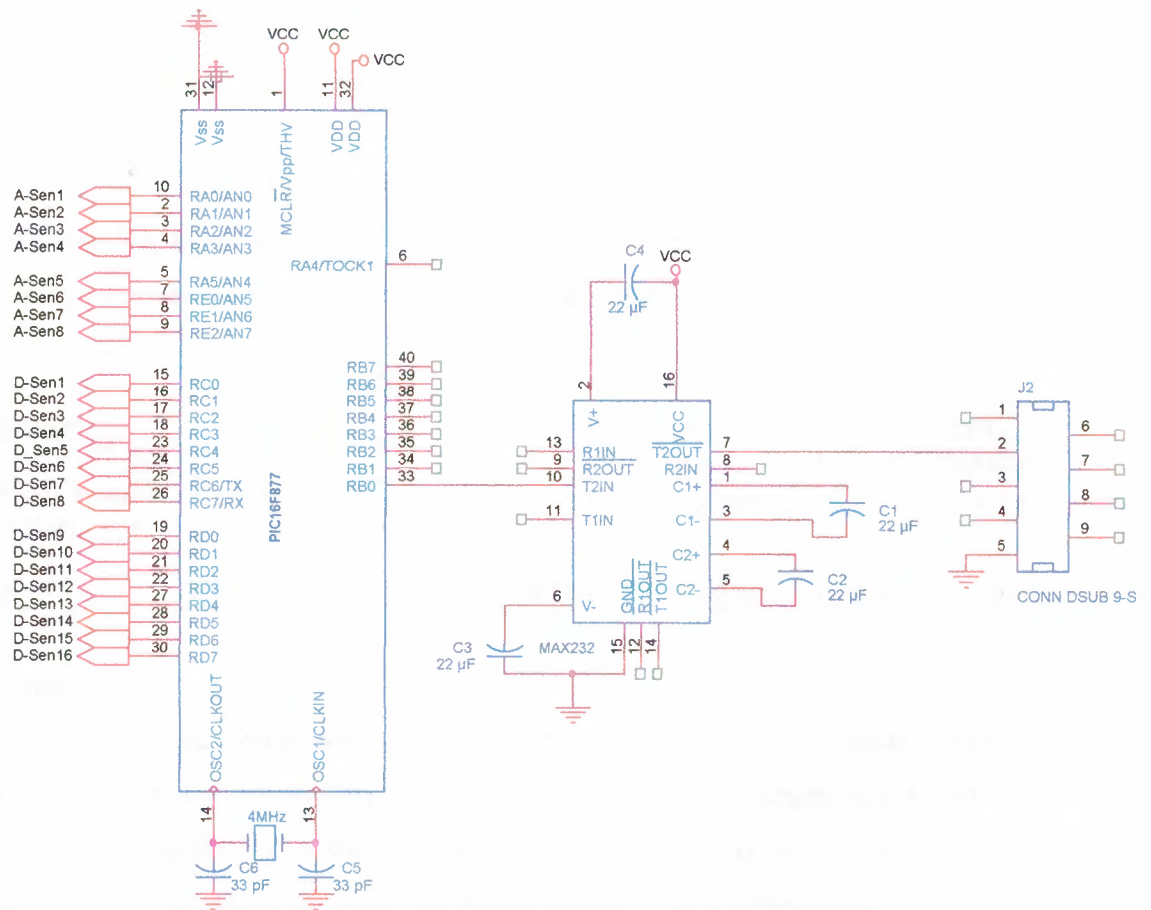 VCC
VCC
VCC
31
12
1
11
32
Vss
Vss
MCLR/Vpp/THV
VDD
VDD
A-Sen1
10
RA0/AN0
A-Sen2
2
RA1/AN1
A-Sen3
3
RA2/AN2
A-Sen4
4
RA3/AN3
RA4/TOCK1
6
A-Sen5
5
RA5/AN4
A-Sen6
7
RE0/AN5
A-Sen7
8
RE1/AN6
A-Sen8
9
RE2/AN7
RB7
40
RB6
39
RB5
38
RB4
37
RB3
36
RB2
35
RB1
34
RB0
33
D-Sen1
15
RC0
D-Sen2
16
RC1
D-Sen3
17
RC2
D-Sen4
18
RC3
D_Sen5
23
RC4
D-Sen6
24
RC5
D-Sen7
25
RC6/TX
D-Sen8
26
RC7/RX
PIC16F877
D-Sen9
19
RD0
D-Sen10
20
RD1
D-Sen11
21
RD2
D-Sen12
22
RD3
D-Sen13
27
RD4
D-Sen14
28
RD5
D-Sen15
29
RD6
D-Sen16
30
RD7
OSC2/CLKOUT
OSC1/CLKIN
14
13
4MHz
C6
33 pF
C5
33 pF
C4
22 µF
VCC
2
16
V+
VCC
13
R1IN
9
R2OUT
10
T2IN
11
T1IN
T2OUT
7
R2IN
8
C1+
1
C1-
3
C2+
4
C2-
5
C1
22 µF
C2
22 µF
6
V-
GND
R1OUT
T1OUT
15
12
14
C3
22 µF
MAX232
J2
1
2
3
4
5
6
7
8
9
CONN DSUB 9-S